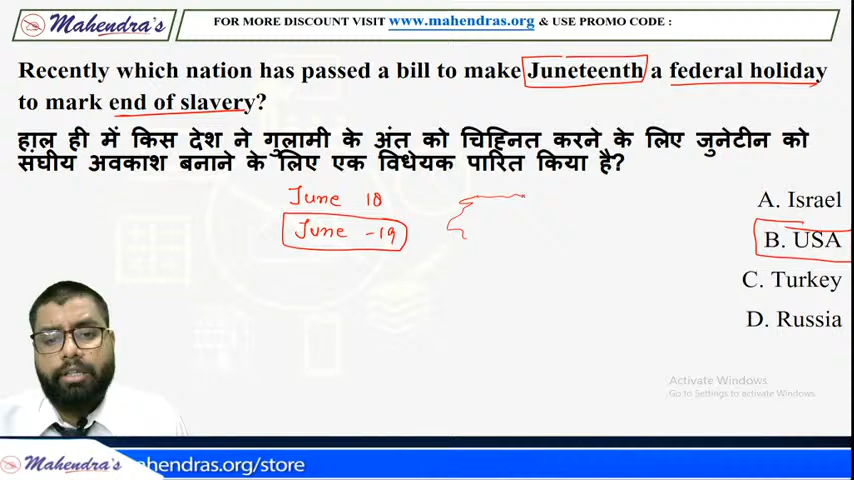 Mahendra's
FOR MORE DISCOUNT VISIT www.mahendras.org & USE PROMO CODE :
Mahendra's
Recently which nation has passed a bill to make Juneteenth a federal holiday
to mark end of slavery?
हाल ही में किस देश ने गुलामी के अंत को चिह्नित करने के लिए जुनेटीन को
संघीय अवकाश बनाने के लिए एक विधेयक पारित किया है?
June 18
June -19
A. Israel
B. USA
C. Turkey
D. Russia
Activate Windows
Go to Settings to activate Windows.
Mahendra's
mahendras.org/store